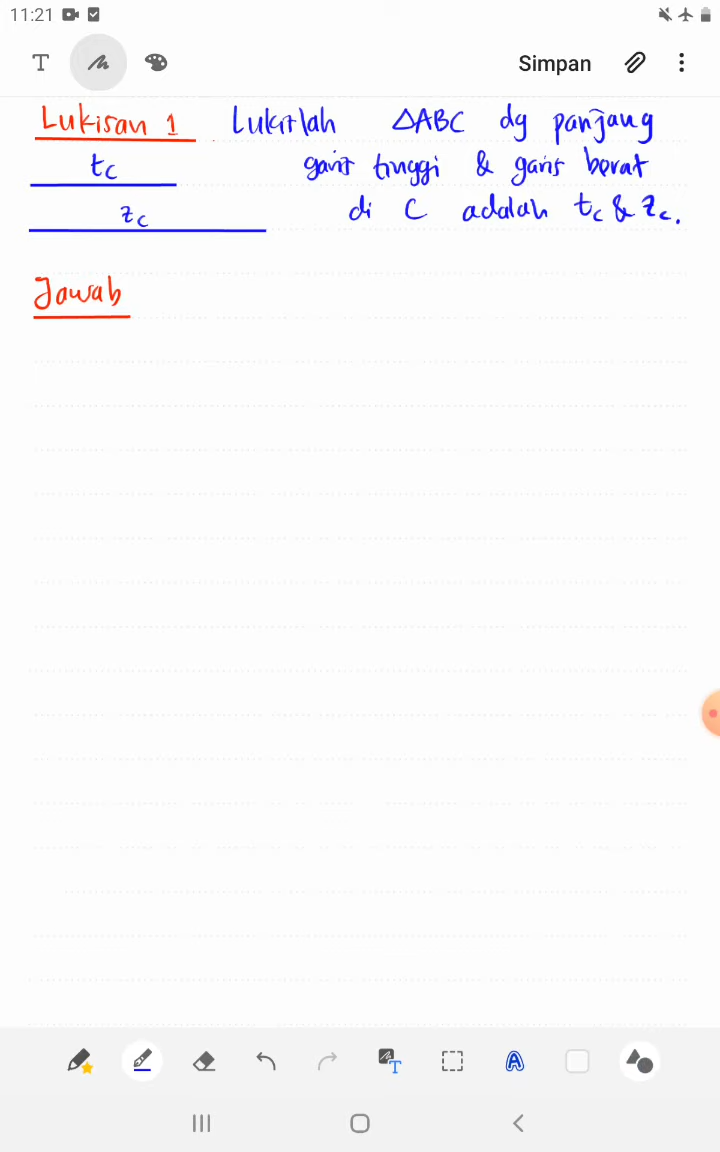 11:21
T
Simpan
Lukisan 1 Lukislah △ABC dg panjang
tc garis tinggi & garis berat
zc di C adalah tc & zc.
Jawab
T
A